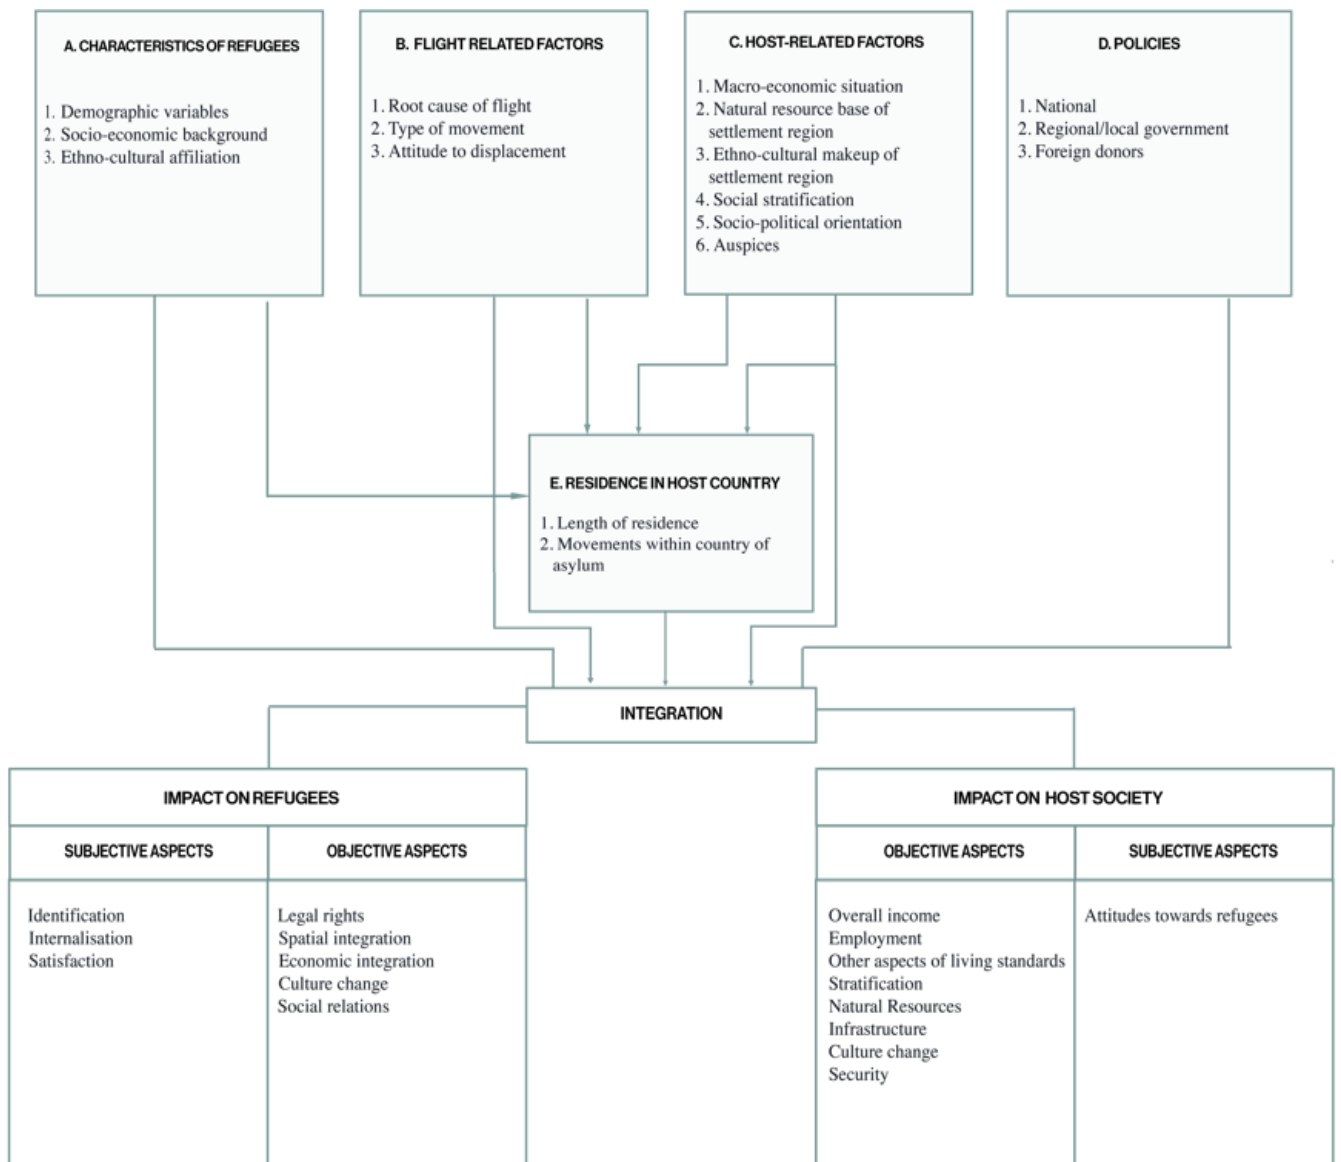 A. CHARACTERISTICS OF REFUGEES
1. Demographic variables
2. Socio-economic background
3. Ethno-cultural affiliation
B. FLIGHT RELATED FACTORS
1. Root cause of flight
2. Type of movement
3. Attitude to displacement
C. HOST-RELATED FACTORS
1. Macro-economic situation
2. Natural resource base of
settlement region
3. Ethno-cultural makeup of
settlement region
4. Social stratification
5. Socio-political orientation
6. Auspices
D. POLICIES
1. National
2. Regional/local government
3. Foreign donors
E. RESIDENCE IN HOST COUNTRY
1. Length of residence
2. Movements within country of
asylum
INTEGRATION
IMPACT ON REFUGEES
SUBJECTIVE ASPECTS
Identification
Internalisation
Satisfaction
OBJECTIVE ASPECTS
Legal rights
Spatial integration
Economic integration
Culture change
Social relations
IMPACT ON HOST SOCIETY
OBJECTIVE ASPECTS
Overall income
Employment
Other aspects of living standards
Stratification
Natural Resources
Infrastructure
Culture change
Security
SUBJECTIVE ASPECTS
Attitudes towards refugees